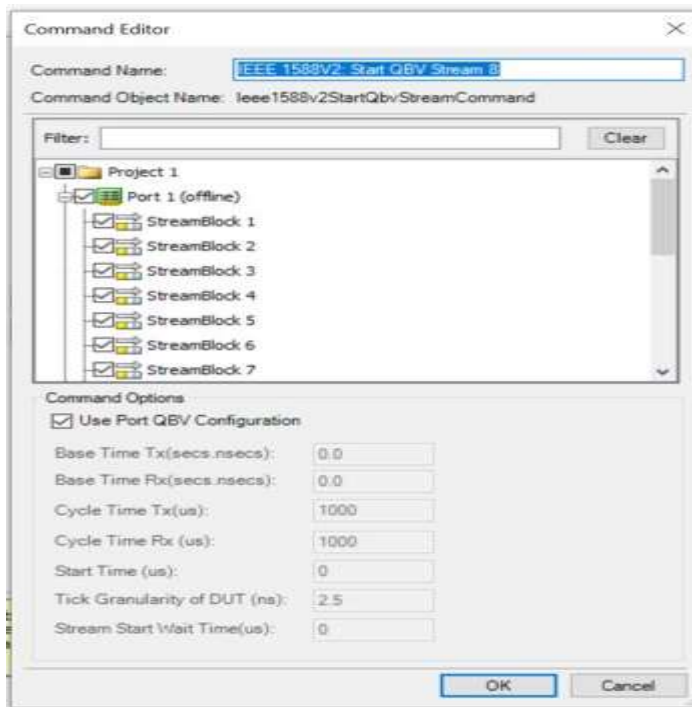 Command Editor
Command Name: IEEE 1588V2: Start QBV Stream 8
Command Object Name: Ieee1588v2StartQbvStreamCommand
Filter: Clear
Project 1
Port 1 (offline)
StreamBlock 1
StreamBlock 2
StreamBlock 3
StreamBlock 4
StreamBlock 5
StreamBlock 6
StreamBlock 7
Command Options
Use Port QBV Configuration
Base Time Tx(secs.nsecs): 0.0
Base Time Rx(secs.nsecs): 0.0
Cycle Time Tx(us): 1000
Cycle Time Rx (us): 1000
Start Time (us): 0
Tick Granularity of DUT (ns): 2.5
Stream Start Wait Time(us): 0
OK Cancel